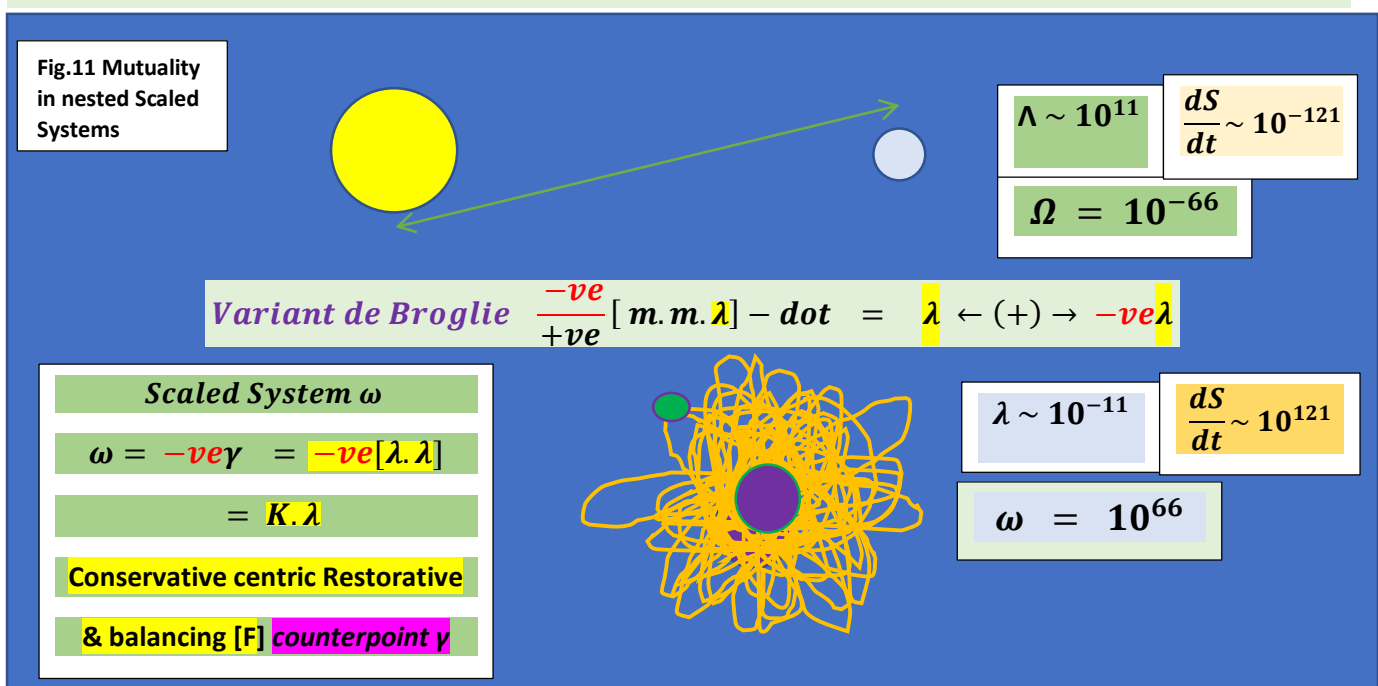 Fig.11 Mutuality
in nested Scaled
Systems
Λ ~ 10¹¹
dS/dt ~ 10⁻¹²¹
Ω = 10⁻⁶⁶
Variant de Broglie -ve/+ve [ m.m.λ] − dot = λ ← (+) → -veλ
Scaled System ω
ω = -veγ = -ve[λ.λ]
= K.λ
Conservative centric Restorative
& balancing [F] counterpoint γ
λ ~ 10⁻¹¹
dS/dt ~ 10¹²¹
ω = 10⁶⁶